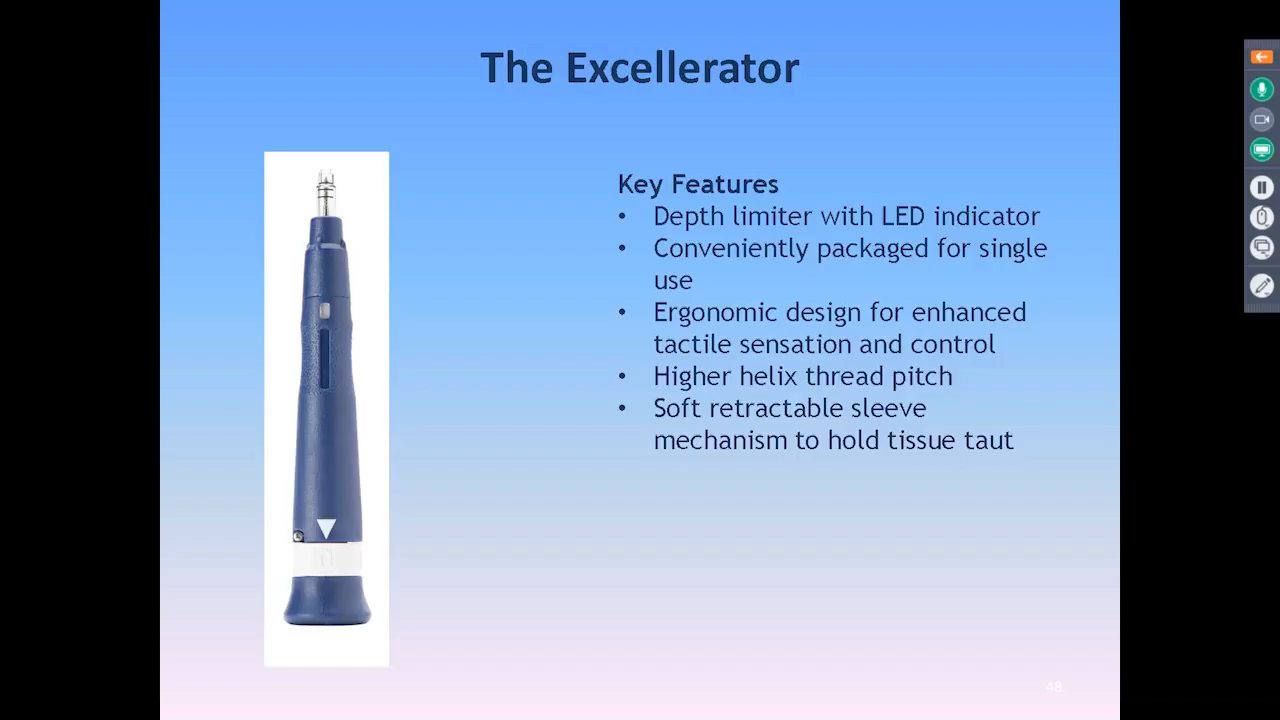 The Excellerator
Key Features
• Depth limiter with LED indicator
• Conveniently packaged for single
use
• Ergonomic design for enhanced
tactile sensation and control
• Higher helix thread pitch
• Soft retractable sleeve
mechanism to hold tissue taut
48